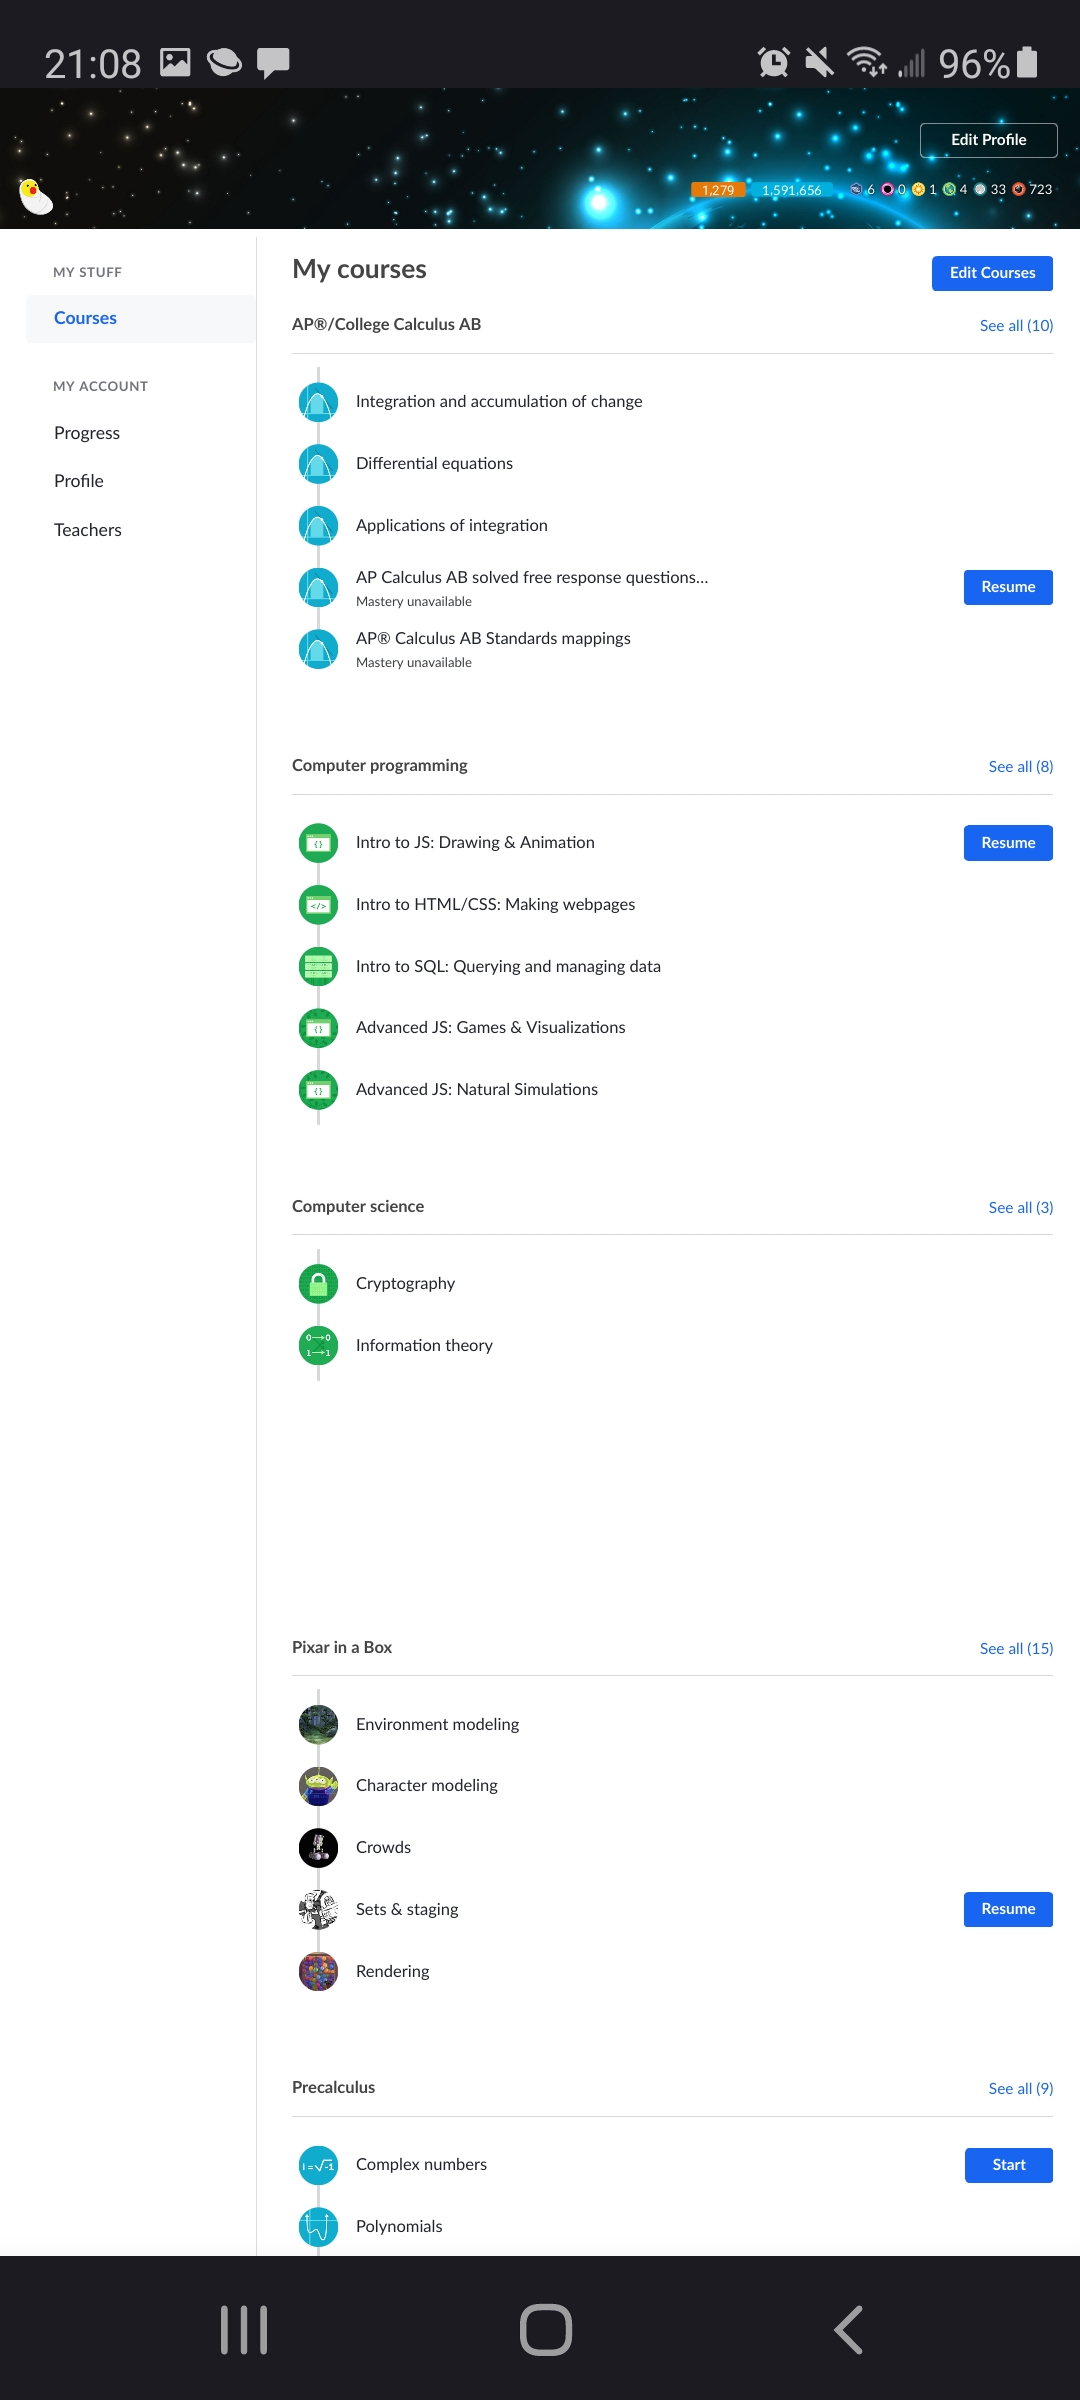 21:08
96%
Edit Profile
1,279 1,591,656 6 0 1 4 33 723
MY STUFF
Courses
MY ACCOUNT
Progress
Profile
Teachers
My courses
Edit Courses
AP®/College Calculus AB
See all (10)
Integration and accumulation of change
Differential equations
Applications of integration
AP Calculus AB solved free response questions...
Mastery unavailable
Resume
AP® Calculus AB Standards mappings
Mastery unavailable
Computer programming
See all (8)
Intro to JS: Drawing & Animation
Resume
Intro to HTML/CSS: Making webpages
Intro to SQL: Querying and managing data
Advanced JS: Games & Visualizations
Advanced JS: Natural Simulations
Computer science
See all (3)
Cryptography
Information theory
Pixar in a Box
See all (15)
Environment modeling
Character modeling
Crowds
Sets & staging
Resume
Rendering
Precalculus
See all (9)
Complex numbers
Start
Polynomials